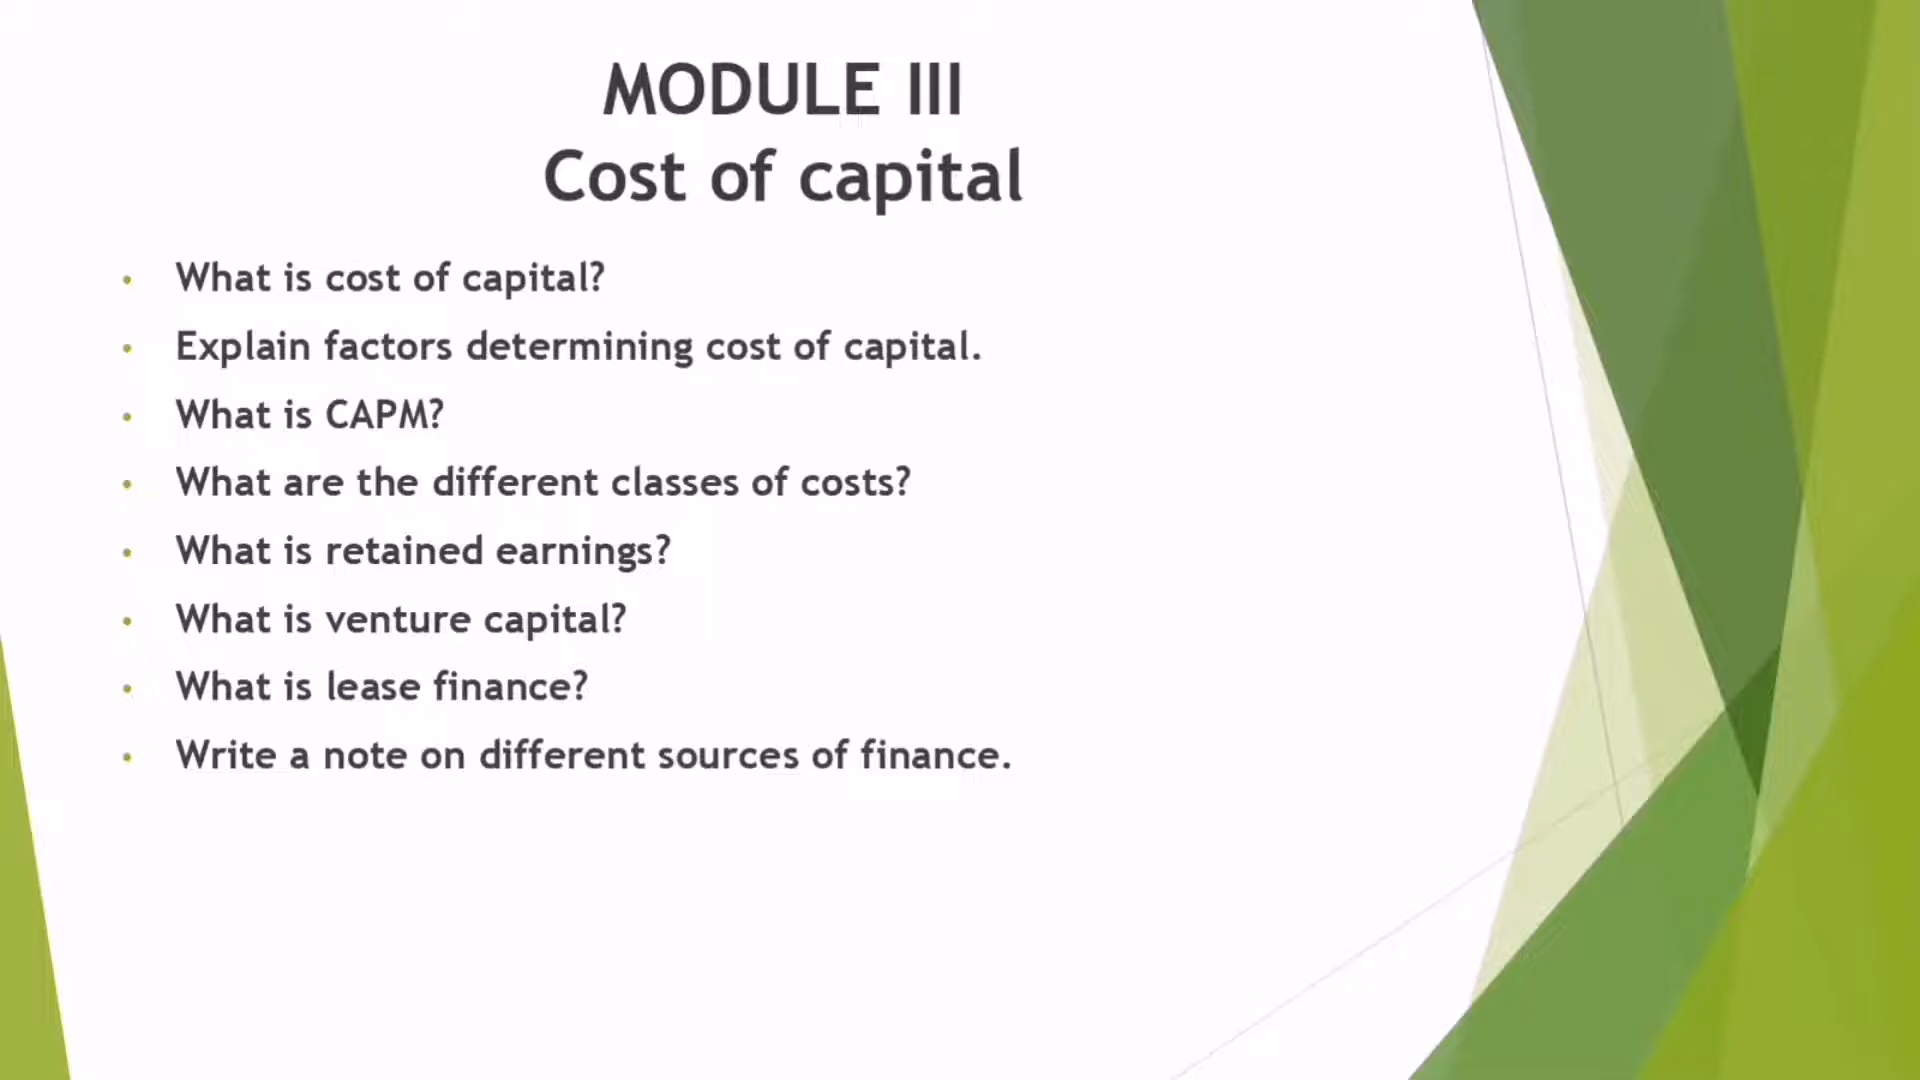 MODULE III
Cost of capital
• What is cost of capital?
• Explain factors determining cost of capital.
• What is CAPM?
• What are the different classes of costs?
• What is retained earnings?
• What is venture capital?
• What is lease finance?
• Write a note on different sources of finance.